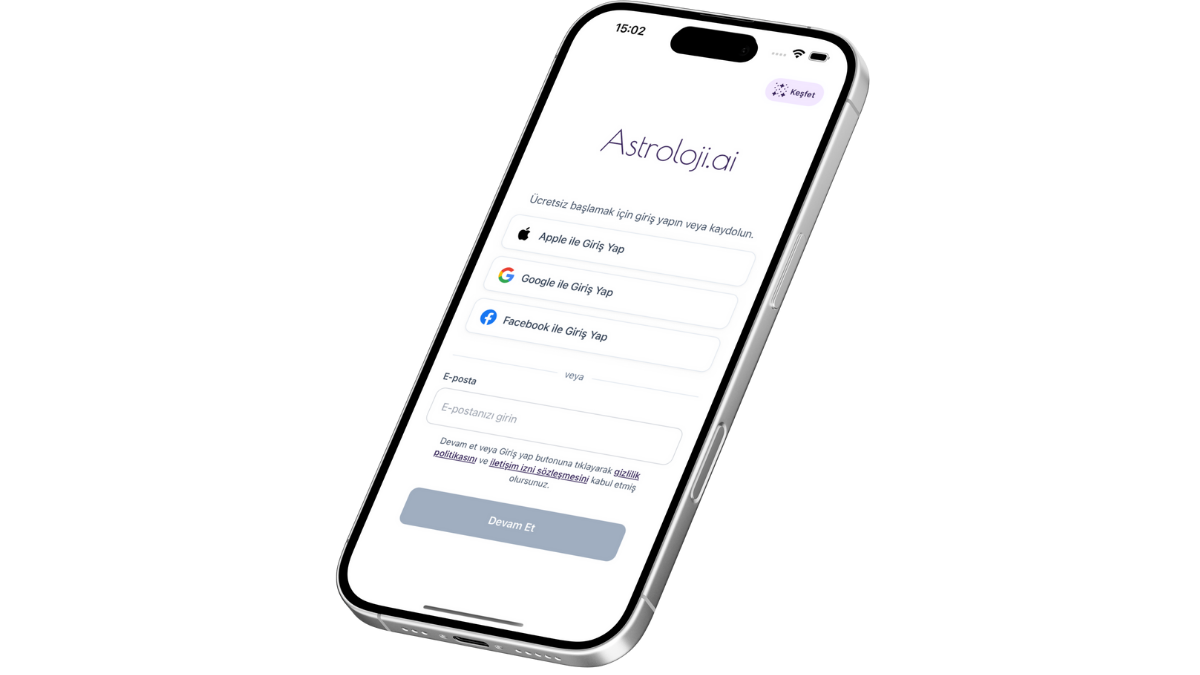 15:02
Keşfet
Astroloji.ai
Ücretsiz başlamak için giriş yapın veya kaydolun.
Apple ile Giriş Yap
Google ile Giriş Yap
Facebook ile Giriş Yap
veya
E-posta
E-postanızı girin
Devam et veya Giriş yap butonuna tıklayarak gizlilik
politikasını ve iletişim izni sözleşmesini kabul etmiş
olursunuz.
Devam Et